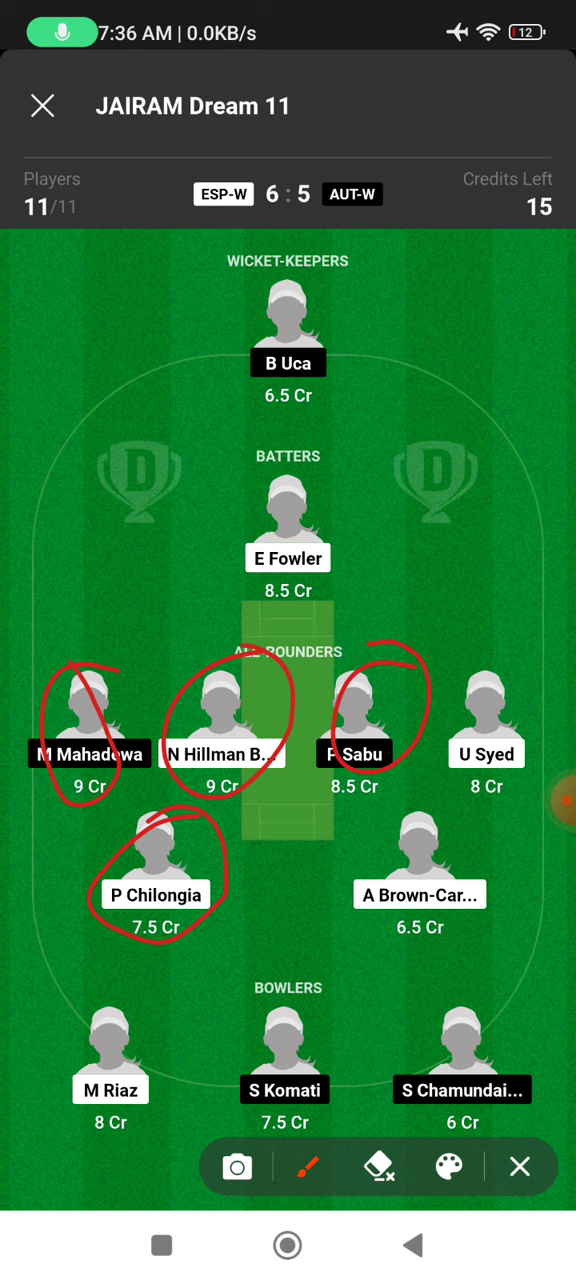 7:36 AM | 0.0KB/s 12
JAIRAM Dream 11
Players Credits Left
11/11 ESP-W 6 : 5 AUT-W 15
WICKET-KEEPERS
B Uca
6.5 Cr
BATTERS
D D
E Fowler
8.5 Cr
ALL-ROUNDERS
M Mahadewa N Hillman B... P Sabu U Syed
9 Cr 9 Cr 8.5 Cr 8 Cr
P Chilongia A Brown-Car...
7.5 Cr 6.5 Cr
BOWLERS
M Riaz S Komati S Chamundai...
8 Cr 7.5 Cr 6 Cr